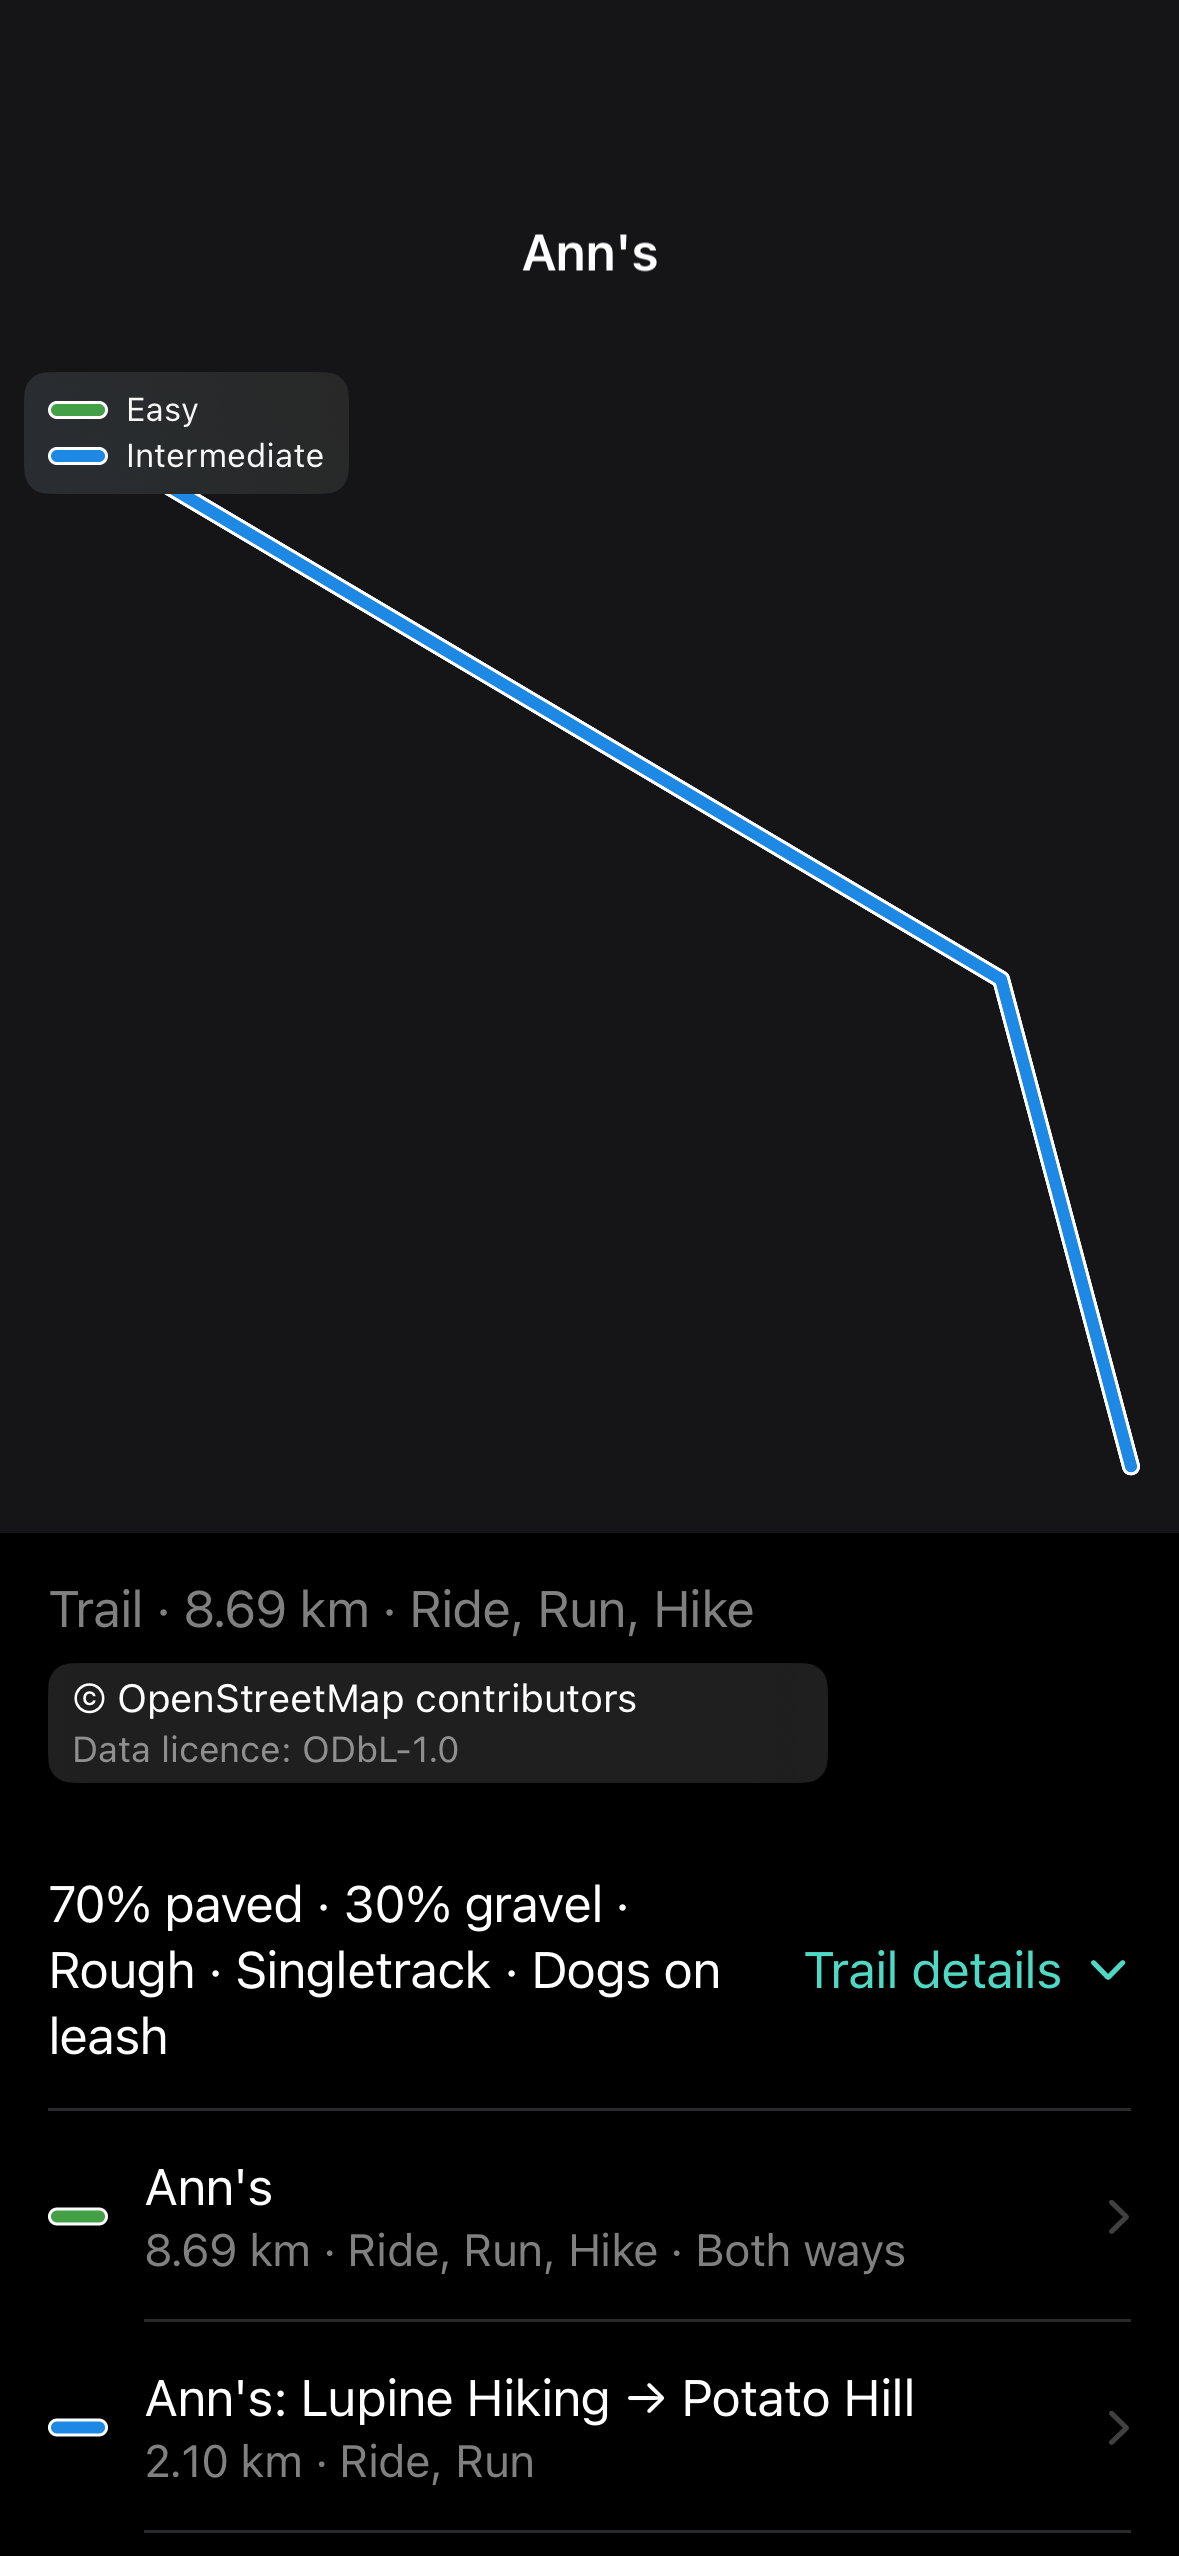 Ann's
Easy
Intermediate
Trail · 8.69 km · Ride, Run, Hike
© OpenStreetMap contributors
Data licence: ODbL-1.0
70% paved · 30% gravel ·
Rough · Singletrack · Dogs on
leash
Trail details
Ann's
8.69 km · Ride, Run, Hike · Both ways
Ann's: Lupine Hiking → Potato Hill
2.10 km · Ride, Run